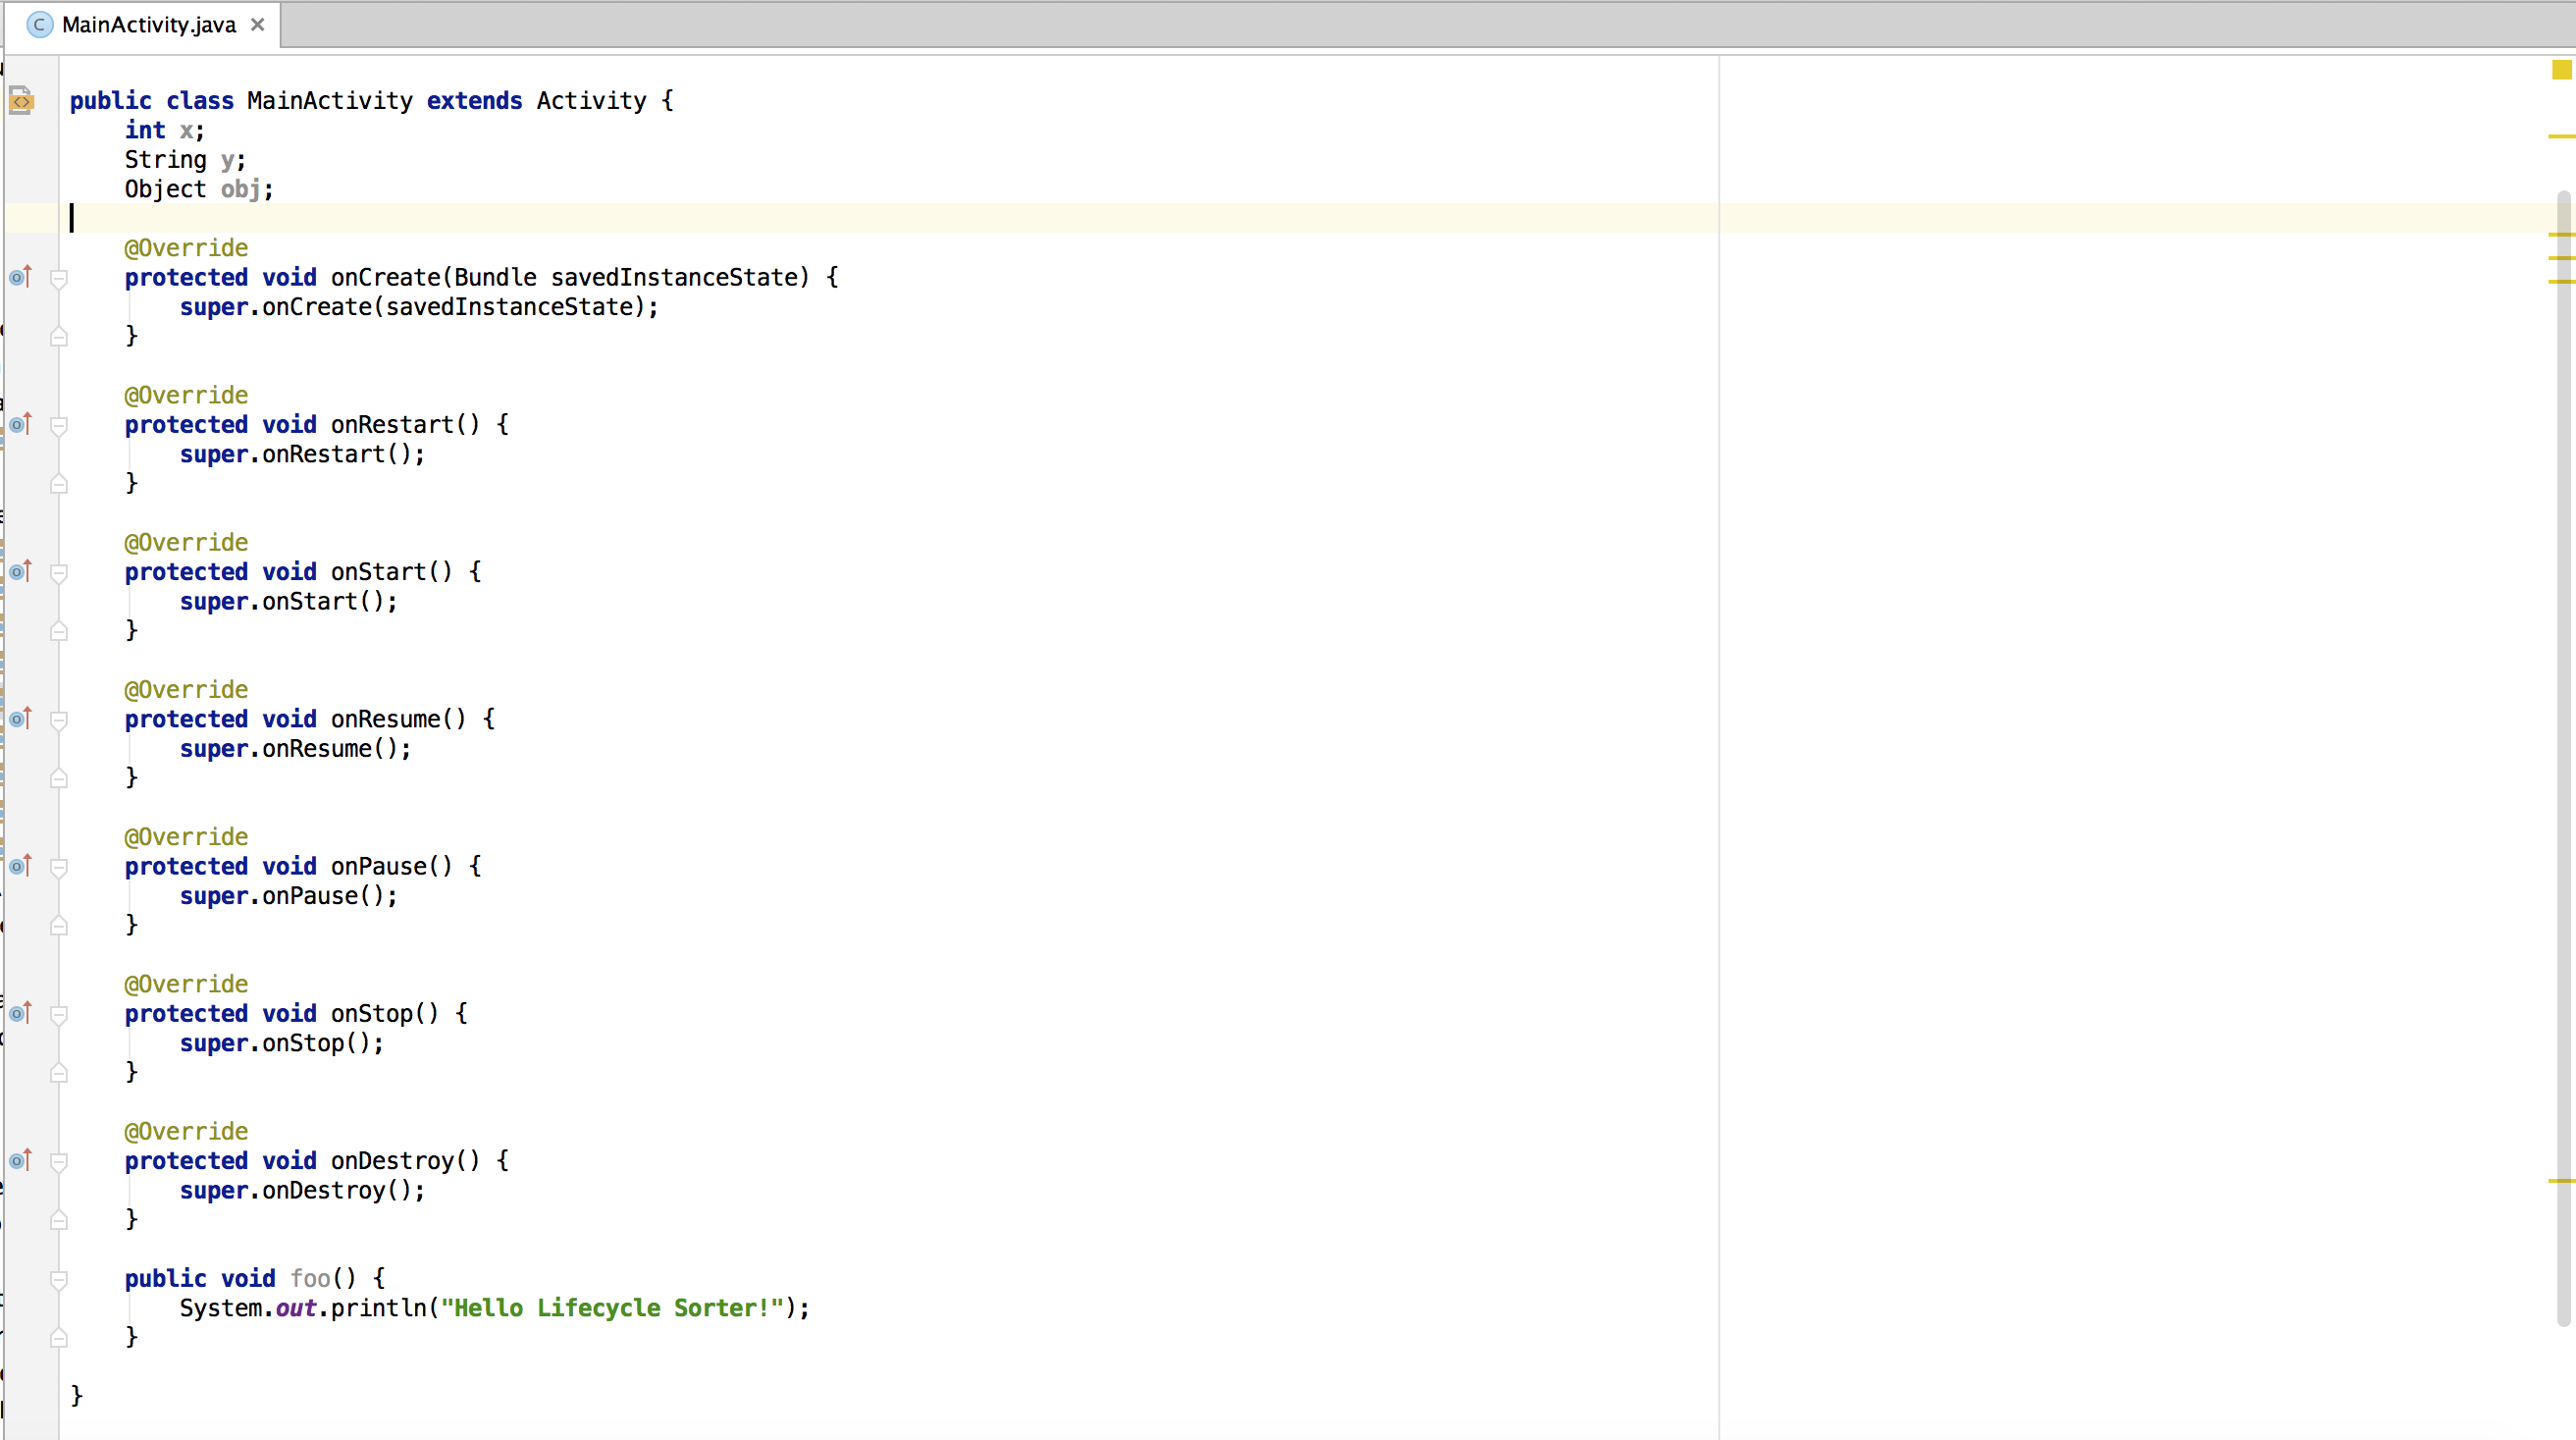 MainActivity.java
public class MainActivity extends Activity {
    int x;
    String y;
    Object obj;

    @Override
    protected void onCreate(Bundle savedInstanceState) {
        super.onCreate(savedInstanceState);
    }

    @Override
    protected void onRestart() {
        super.onRestart();
    }

    @Override
    protected void onStart() {
        super.onStart();
    }

    @Override
    protected void onResume() {
        super.onResume();
    }

    @Override
    protected void onPause() {
        super.onPause();
    }

    @Override
    protected void onStop() {
        super.onStop();
    }

    @Override
    protected void onDestroy() {
        super.onDestroy();
    }

    public void foo() {
        System.out.println("Hello Lifecycle Sorter!");
    }

}